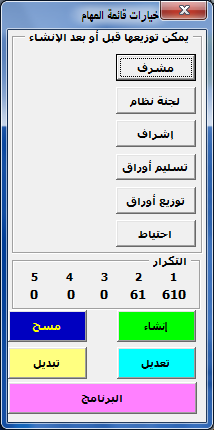 خيارات قائمة المهام
يمكن توزيعها قبل أو بعد الإنشاء
مشرف
لجنة نظام
إشراف
تسليم أوراق
توزيع أوراق
احتياط
التكرار
1 2 3 4 5
610 61 0 0 0
إنشاء مسح
تعديل تبديل
البرنامج